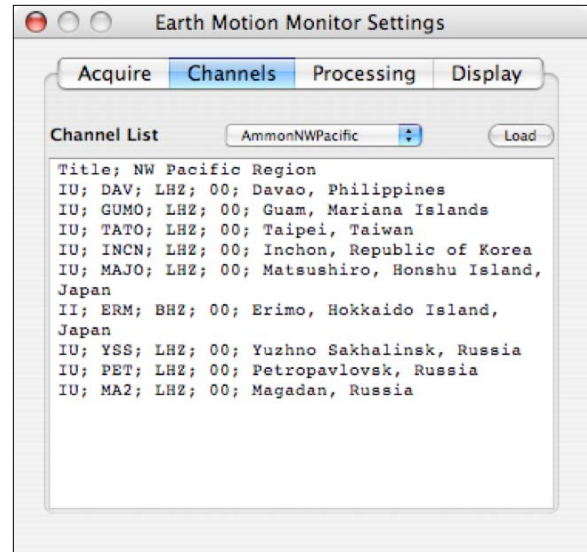 Earth Motion Monitor Settings
Acquire Channels Processing Display
Channel List AmmonNWPacific Load
Title; NW Pacific Region
IU; DAV; LHZ; 00; Davao, Philippines
IU; GUMO; LHZ; 00; Guam, Mariana Islands
IU; TATO; LHZ; 00; Taipei, Taiwan
IU; INCN; LHZ; 00; Inchon, Republic of Korea
IU; MAJO; LHZ; 00; Matsushiro, Honshu Island,
Japan
II; ERM; BHZ; 00; Erimo, Hokkaido Island,
Japan
IU; YSS; LHZ; 00; Yuzhno Sakhalinsk, Russia
IU; PET; LHZ; 00; Petropavlovsk, Russia
IU; MA2; LHZ; 00; Magadan, Russia